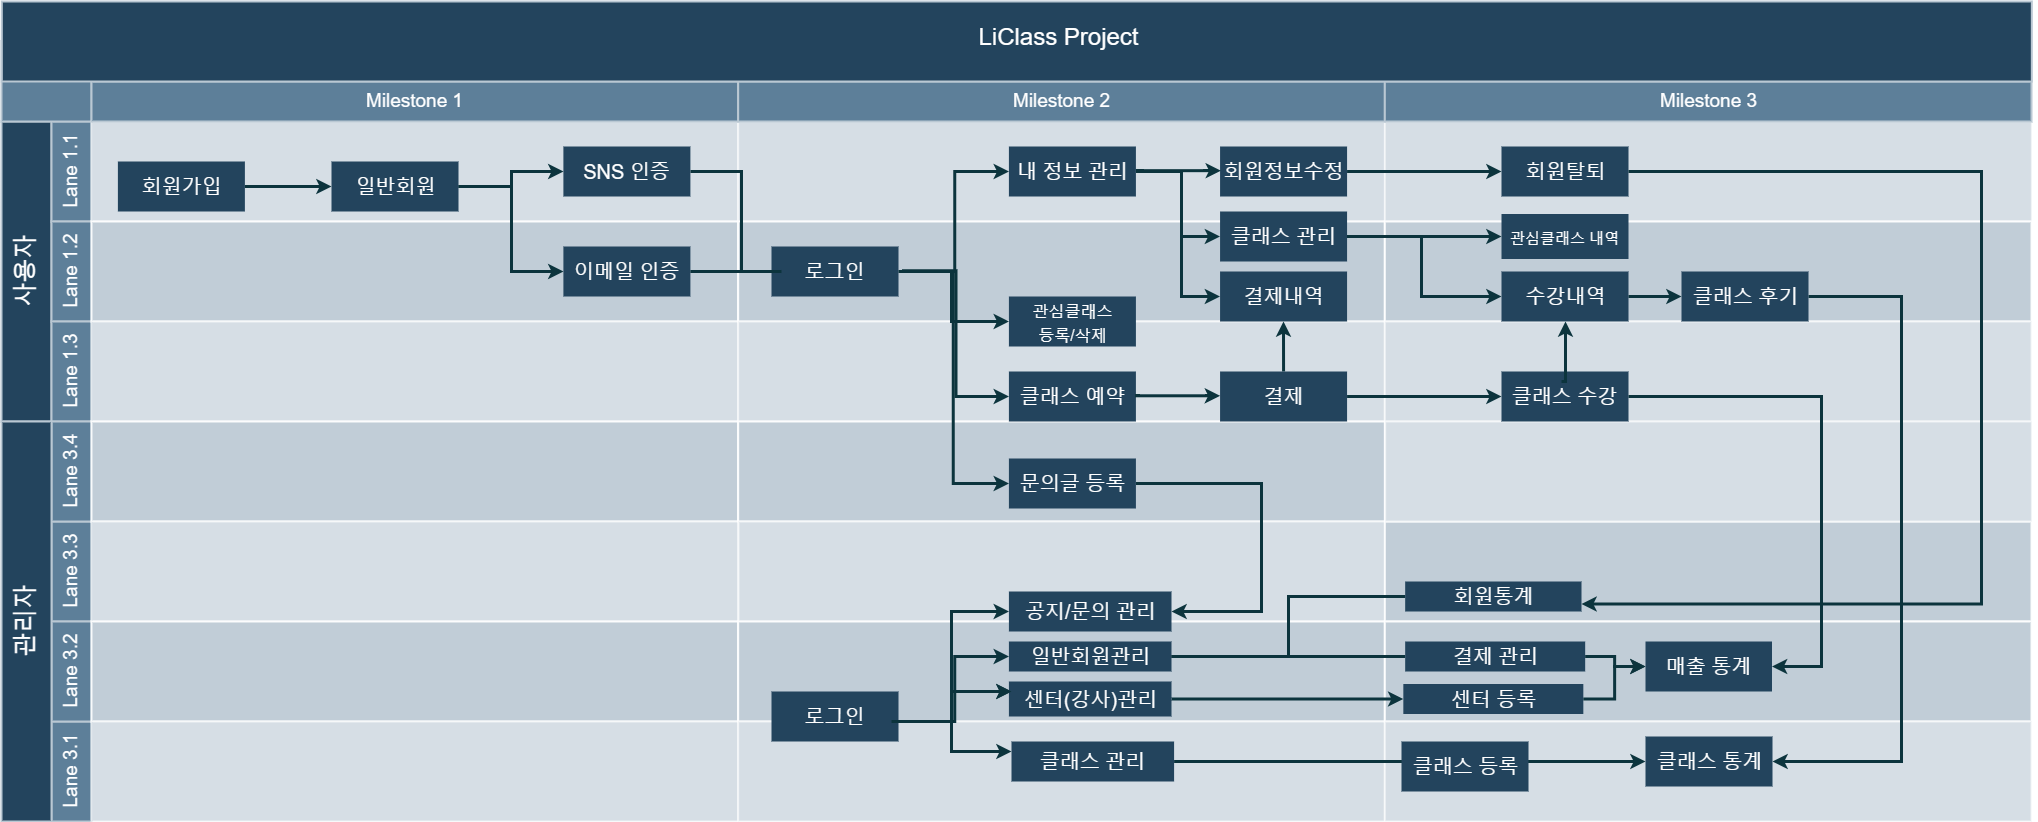 LiClass Project
Milestone 1
Milestone 2
Milestone 3
사용자
Lane 1.1
회원가입
일반회원
SNS 인증
내 정보 관리
회원정보수정
회원탈퇴
Lane 1.2
이메일 인증
로그인
클래스 관리
관심클래스 내역
결제내역
수강내역
클래스 후기
관심클래스
등록/삭제
Lane 1.3
클래스 예약
결제
클래스 수강
관리자
Lane 3.4
문의글 등록
Lane 3.3
공지/문의 관리
회원통계
Lane 3.2
일반회원관리
결제 관리
매출 통계
센터(강사)관리
센터 등록
로그인
Lane 3.1
클래스 관리
클래스 등록
클래스 통계